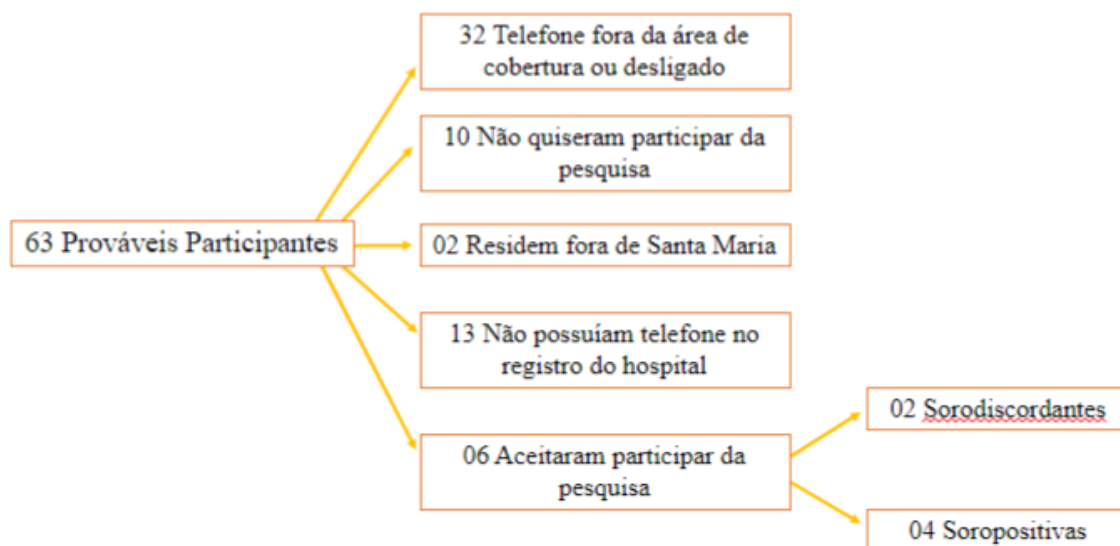 63 Prováveis Participantes
32 Telefone fora da área de
cobertura ou desligado
10 Não quiseram participar da
pesquisa
02 Residem fora de Santa Maria
13 Não possuíam telefone no
registro do hospital
06 Aceitaram participar da
pesquisa
02 Sorodiscordantes
04 Soropositivas